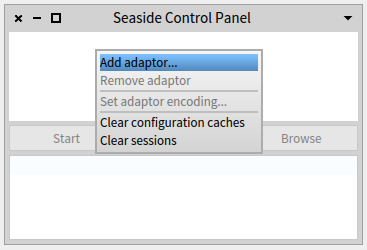 Seaside Control Panel
Add adaptor...
Remove adaptor
Set adaptor encoding...
Clear configuration caches
Clear sessions
Start
Browse